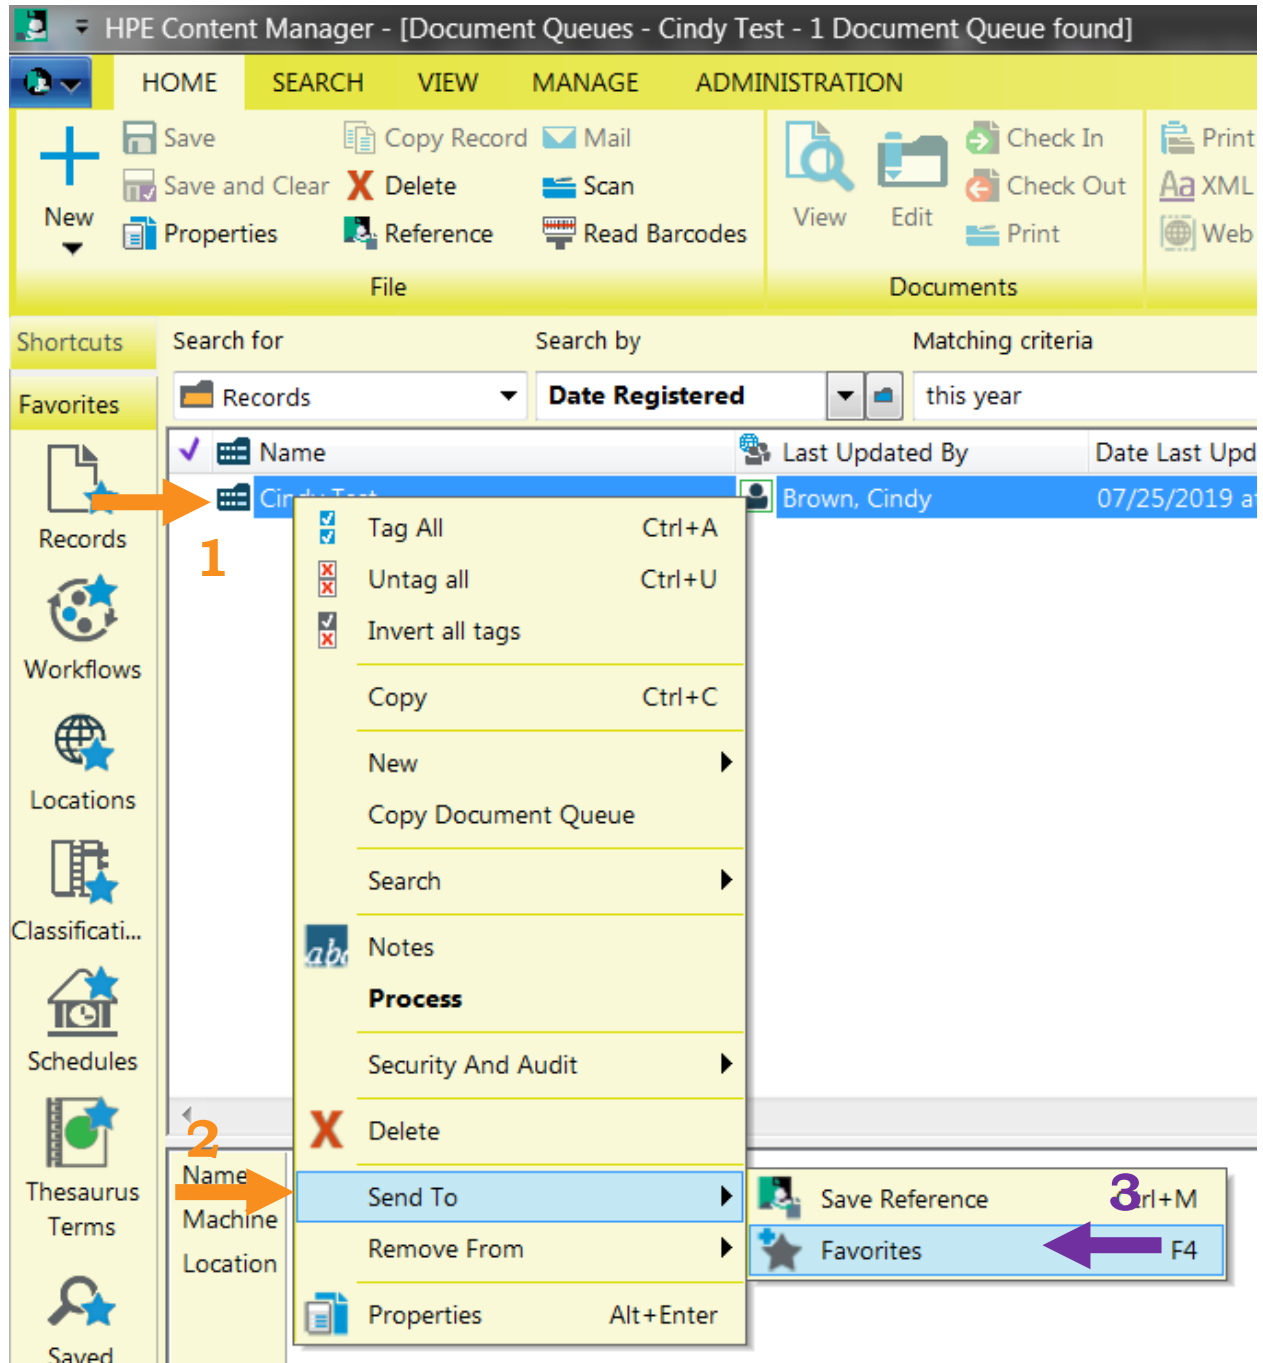 HPE Content Manager - [Document Queues - Cindy Test - 1 Document Queue found]
HOME SEARCH VIEW MANAGE ADMINISTRATION
Save Copy Record Mail Check In Print
Save and Clear X Delete Scan Check Out Aa XML
New Properties Reference Read Barcodes View Edit Print Web
File Documents
Shortcuts Search for Search by Matching criteria
Favorites Records Date Registered this year
Name Last Updated By Date Last Upd
Brown, Cindy 07/25/2019
Records
1
Tag All Ctrl+A
Untag all Ctrl+U
Invert all tags
Workflows
Copy Ctrl+C
New
Locations
Copy Document Queue
Search
Classificati...
abc Notes
Process
Schedules
Security And Audit
2
X Delete
Thesaurus Terms
Name
Machine
Location
Send To
Save Reference
3
Remove From
Favorites F4
Properties Alt+Enter
Saved